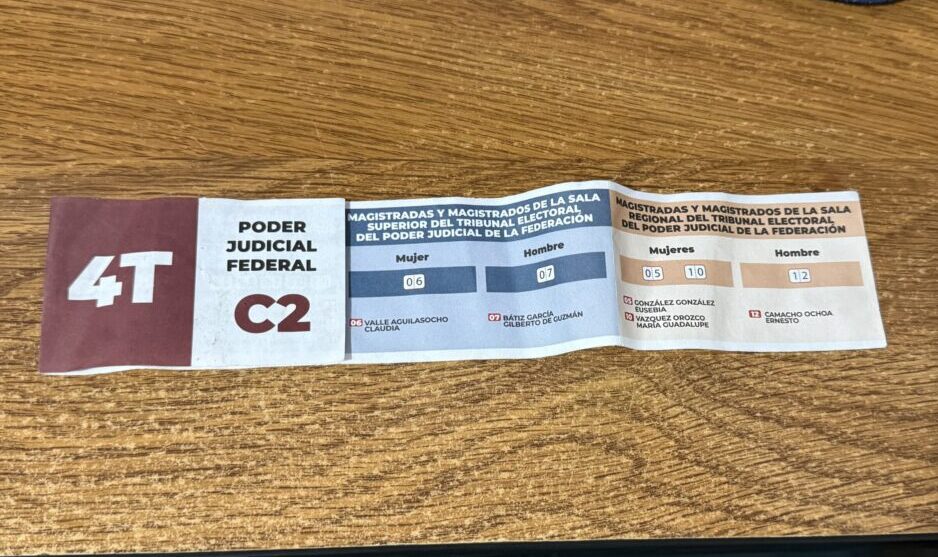 4T
PODER
JUDICIAL
FEDERAL
C2
MAGISTRADAS Y MAGISTRADOS DE LA SALA
SUPERIOR DEL TRIBUNAL ELECTORAL
DEL PODER JUDICIAL DE LA FEDERACIÓN
Mujer
06
06 VALLE AGUILASOCHO
CLAUDIA
Hombre
07
07 BÁTIZ GARCÍA
GILBERTO DE GUZMÁN
MAGISTRADAS Y MAGISTRADOS DE LA SALA
REGIONAL DEL TRIBUNAL ELECTORAL
DEL PODER JUDICIAL DE LA FEDERACIÓN
Mujeres
05 10
05 GONZÁLEZ GONZÁLEZ
EUSEBIA
10 VAZQUEZ OROZCO
MARÍA GUADALUPE
Hombre
12
12 CAMACHO OCHOA
ERNESTO